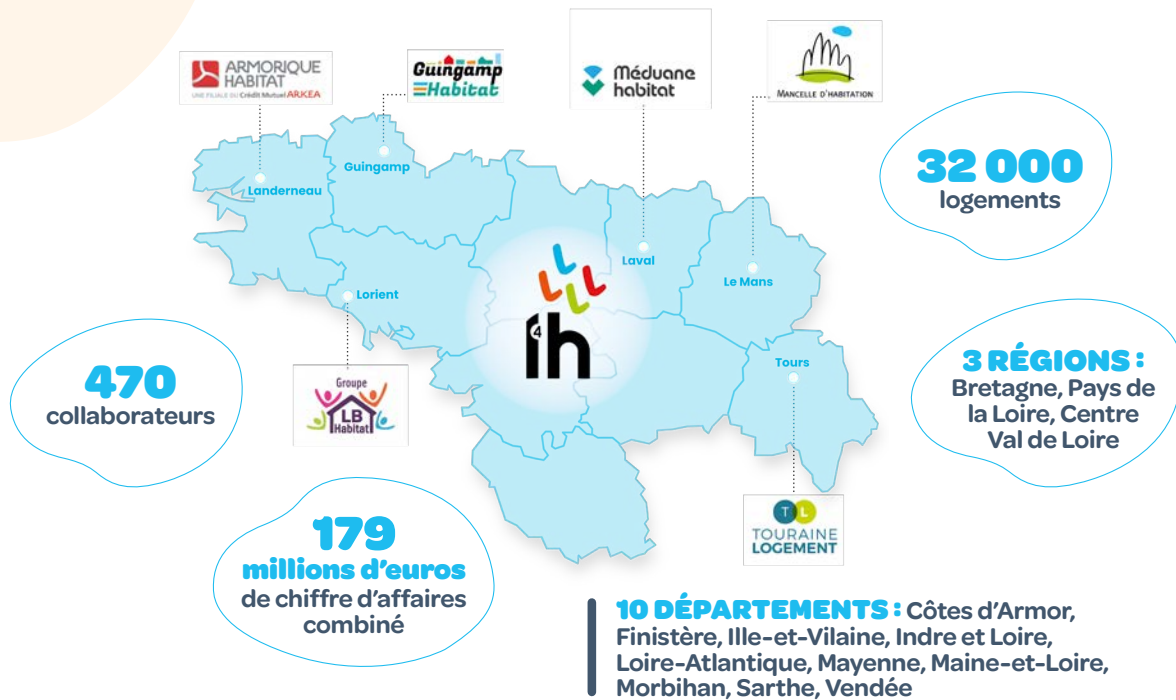 ARMORIQUE
HABITAT
UNE FILIALE DU Crédit Mutuel ARKEA
Guingamp
Habitat
Méduane
habitat
MANCELLE D'HABITATION
32 000
logements
Guingamp
Landerneau
Laval
Le Mans
Lorient
4
ih
Tours
3 RÉGIONS :
Bretagne, Pays de
la Loire, Centre
Val de Loire
470
collaborateurs
Groupe
LB
Habitat
T L
TOURAINE
LOGEMENT
179
millions d'euros
de chiffre d'affaires
combiné
10 DÉPARTEMENTS : Côtes d'Armor,
Finistère, Ille-et-Vilaine, Indre et Loire,
Loire-Atlantique, Mayenne, Maine-et-Loire,
Morbihan, Sarthe, Vendée